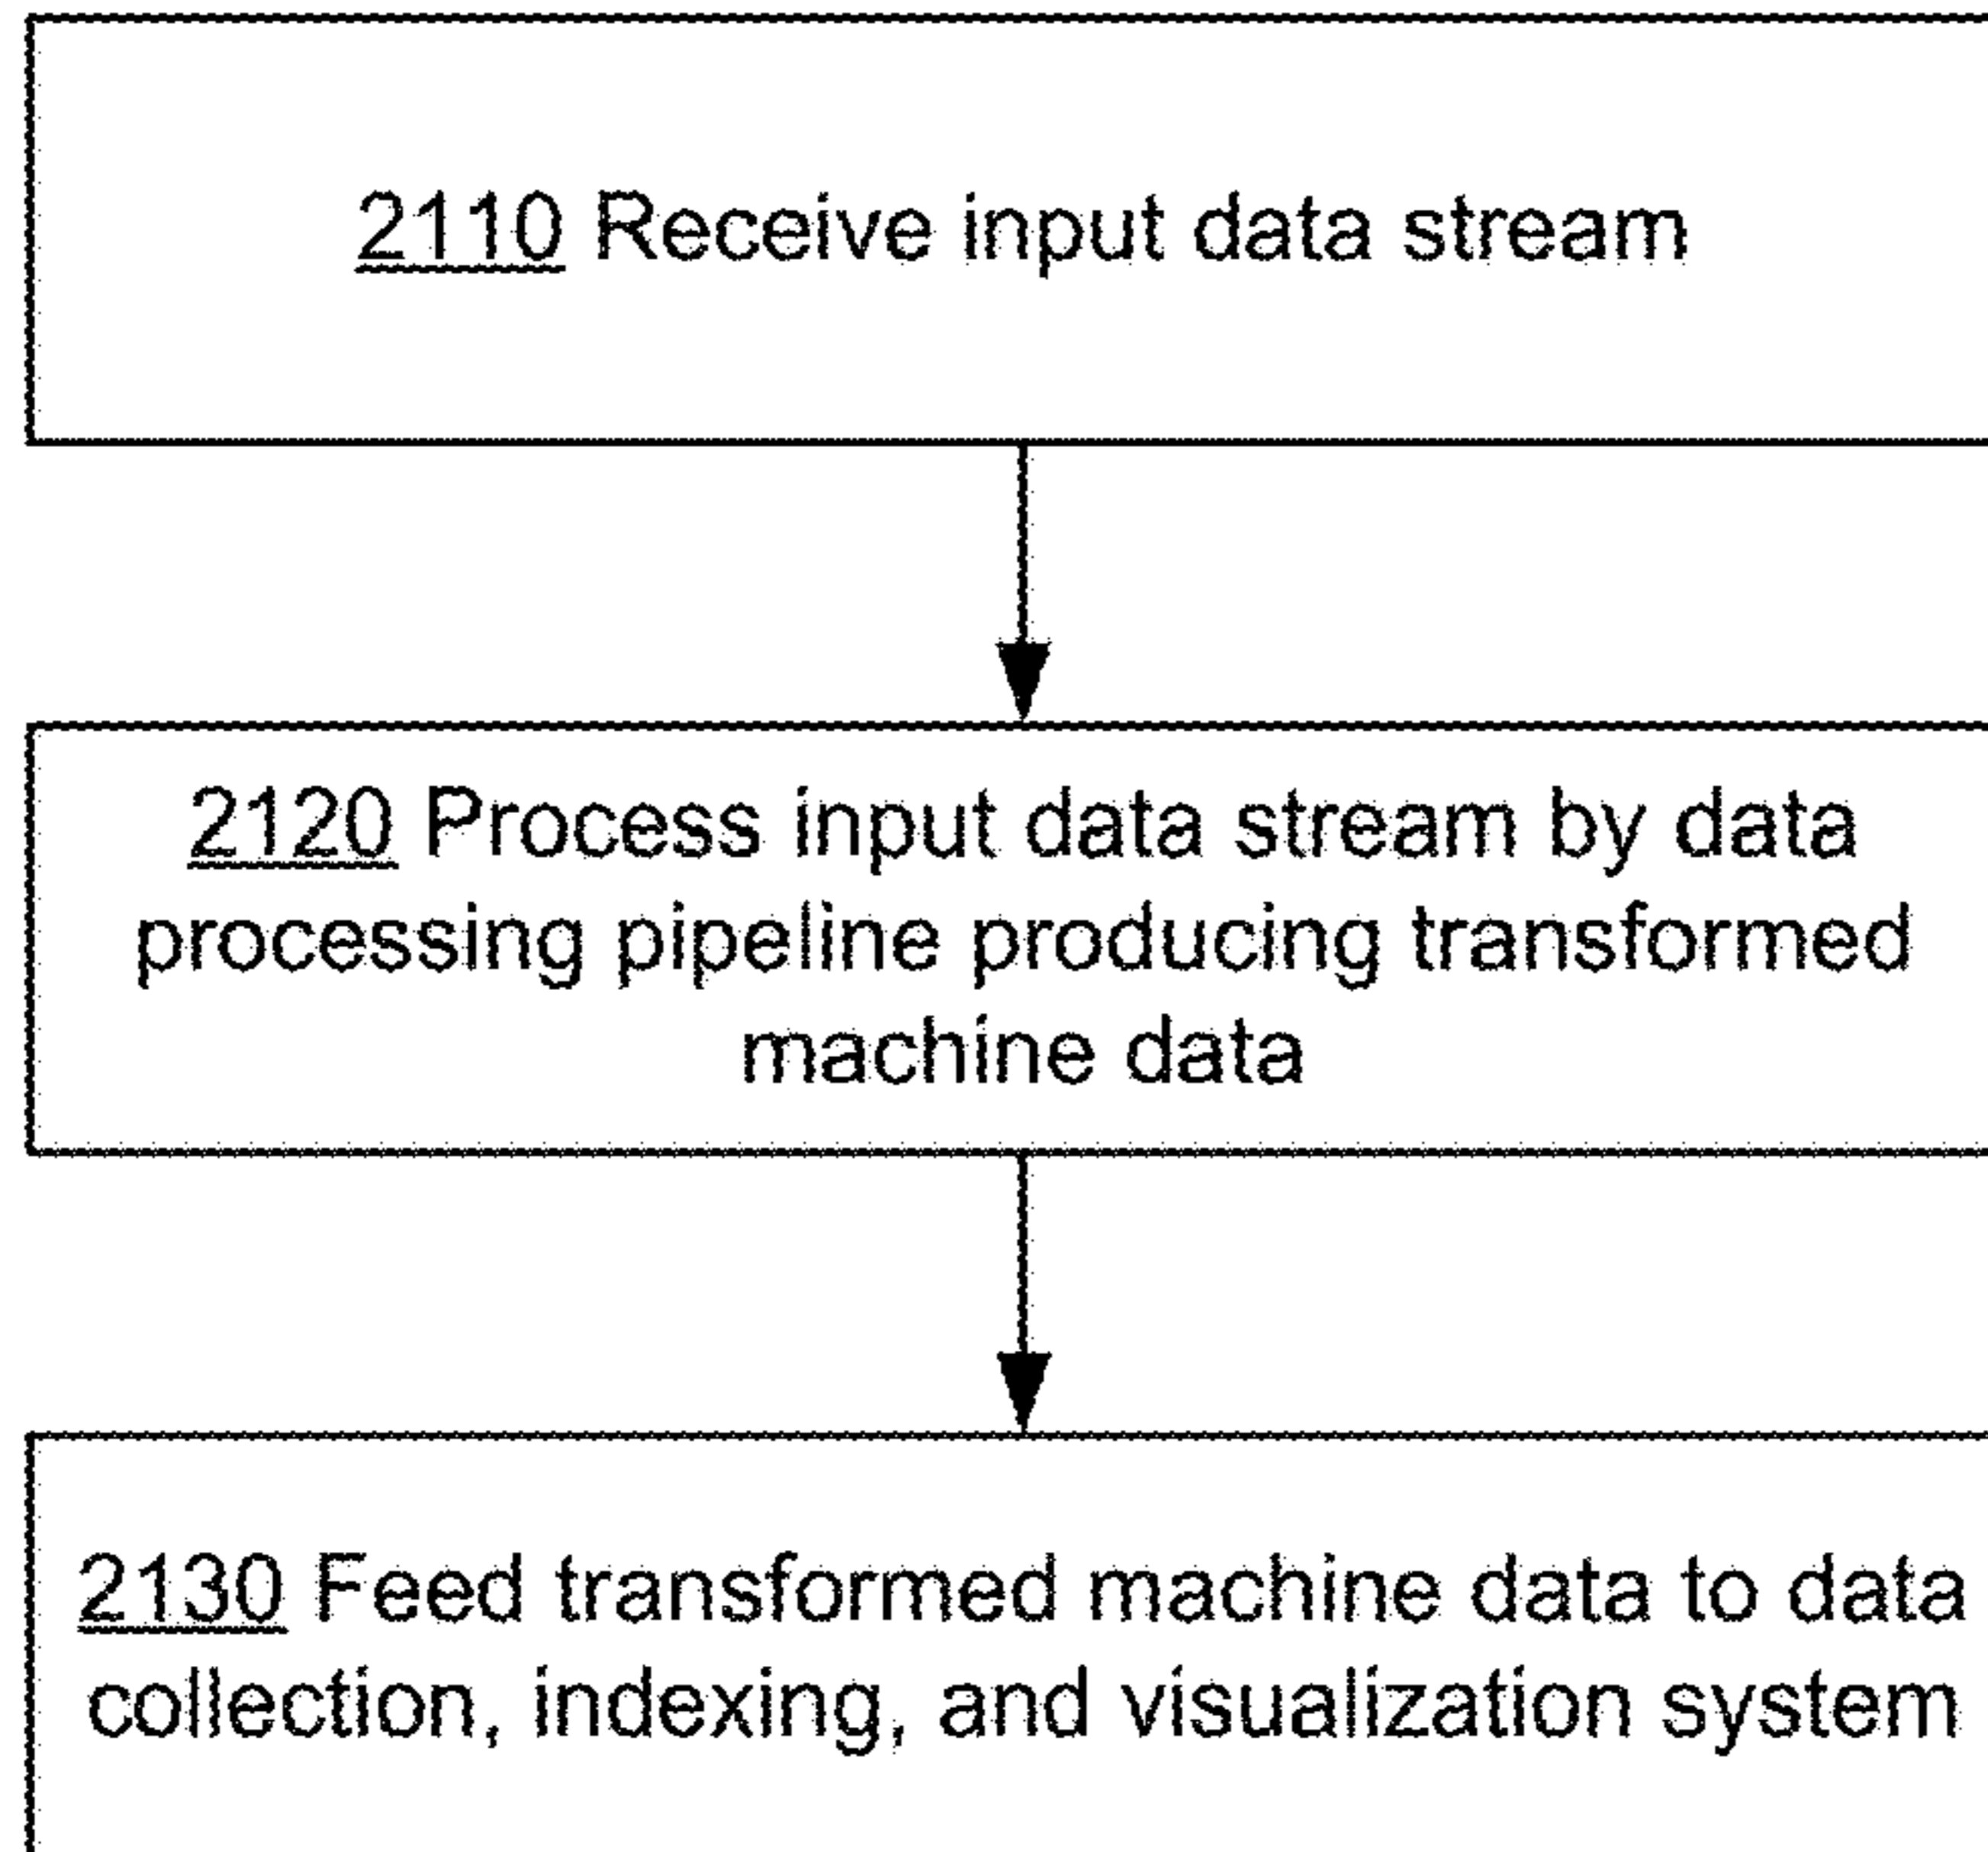 2110 Receive input data stream
2120 Process input data stream by data
processing pipeline producing transformed
machine data
2130 Feed transformed machine data to data
collection, indexing, and visualization system